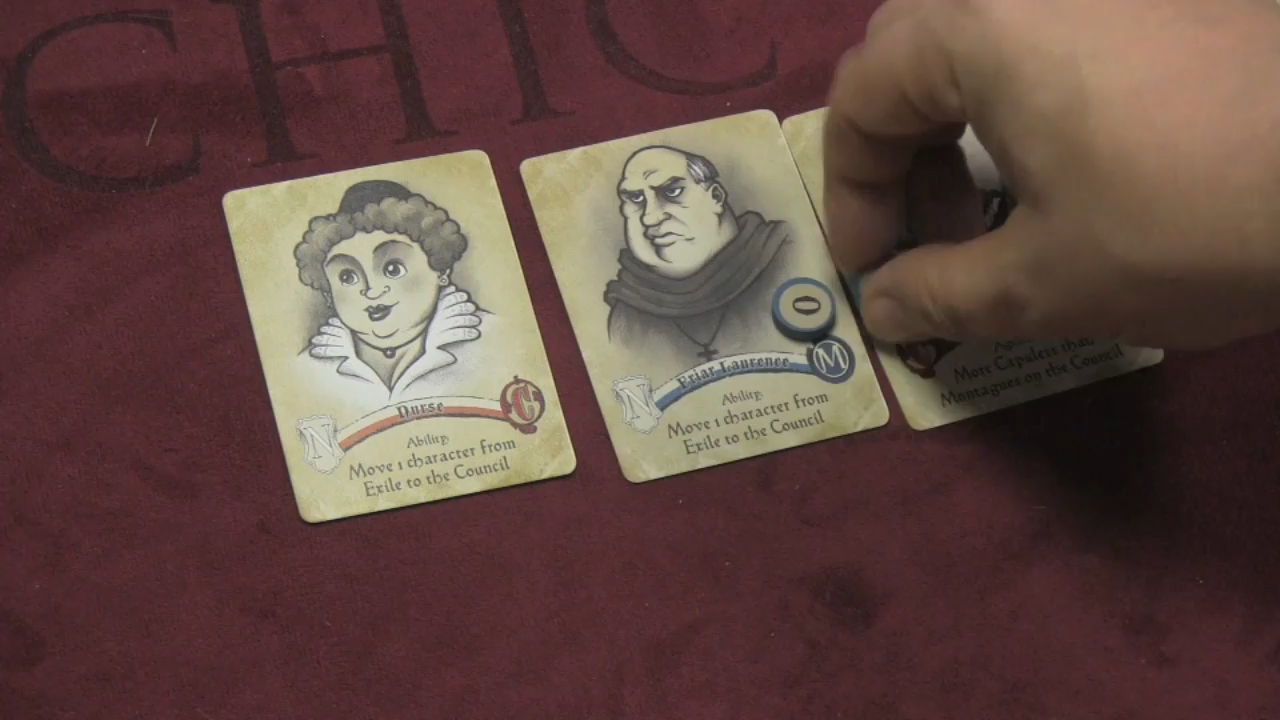 CHIC
Nurse
N
C
Ability:
Move 1 character from
Exile to the Council
Friar Laurence
N
M
Ability:
Move 1 character from
Exile to the Council
More Capulets than
Montagues on the Council